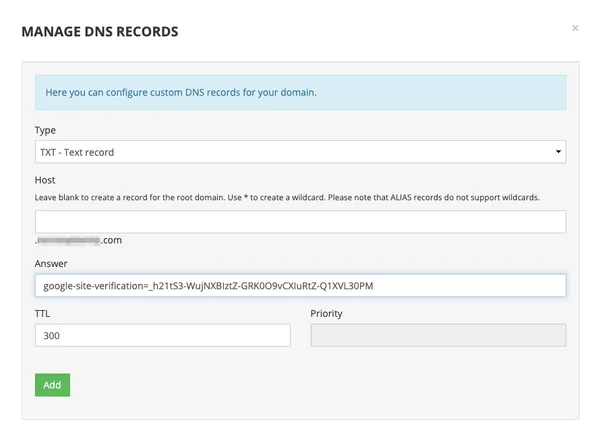 MANAGE DNS RECORDS
×
Here you can configure custom DNS records for your domain.
Type
TXT - Text record
Host
Leave blank to create a record for the root domain. Use * to create a wildcard. Please note that ALIAS records do not support wildcards.
.com
Answer
google-site-verification=_h21tS3-WujNXBIztZ-GRK0O9vCXIuRtZ-Q1XVL30PM
TTL
Priority
300
Add